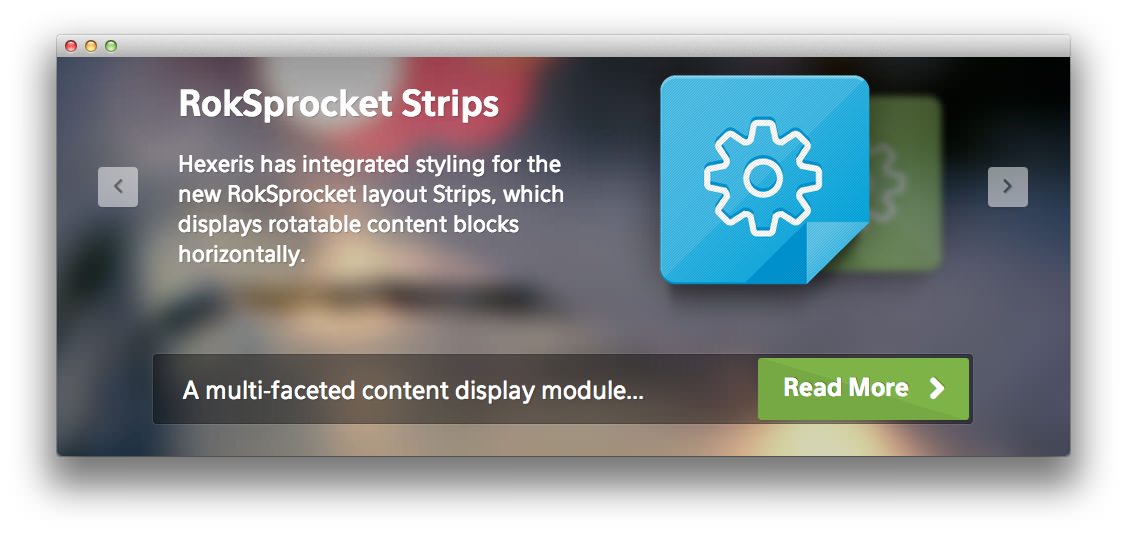 RokSprocket Strips
Hexeris has integrated styling for the
new RokSprocket layout Strips, which
displays rotatable content blocks
horizontally.
A multi-faceted content display module...
Read More